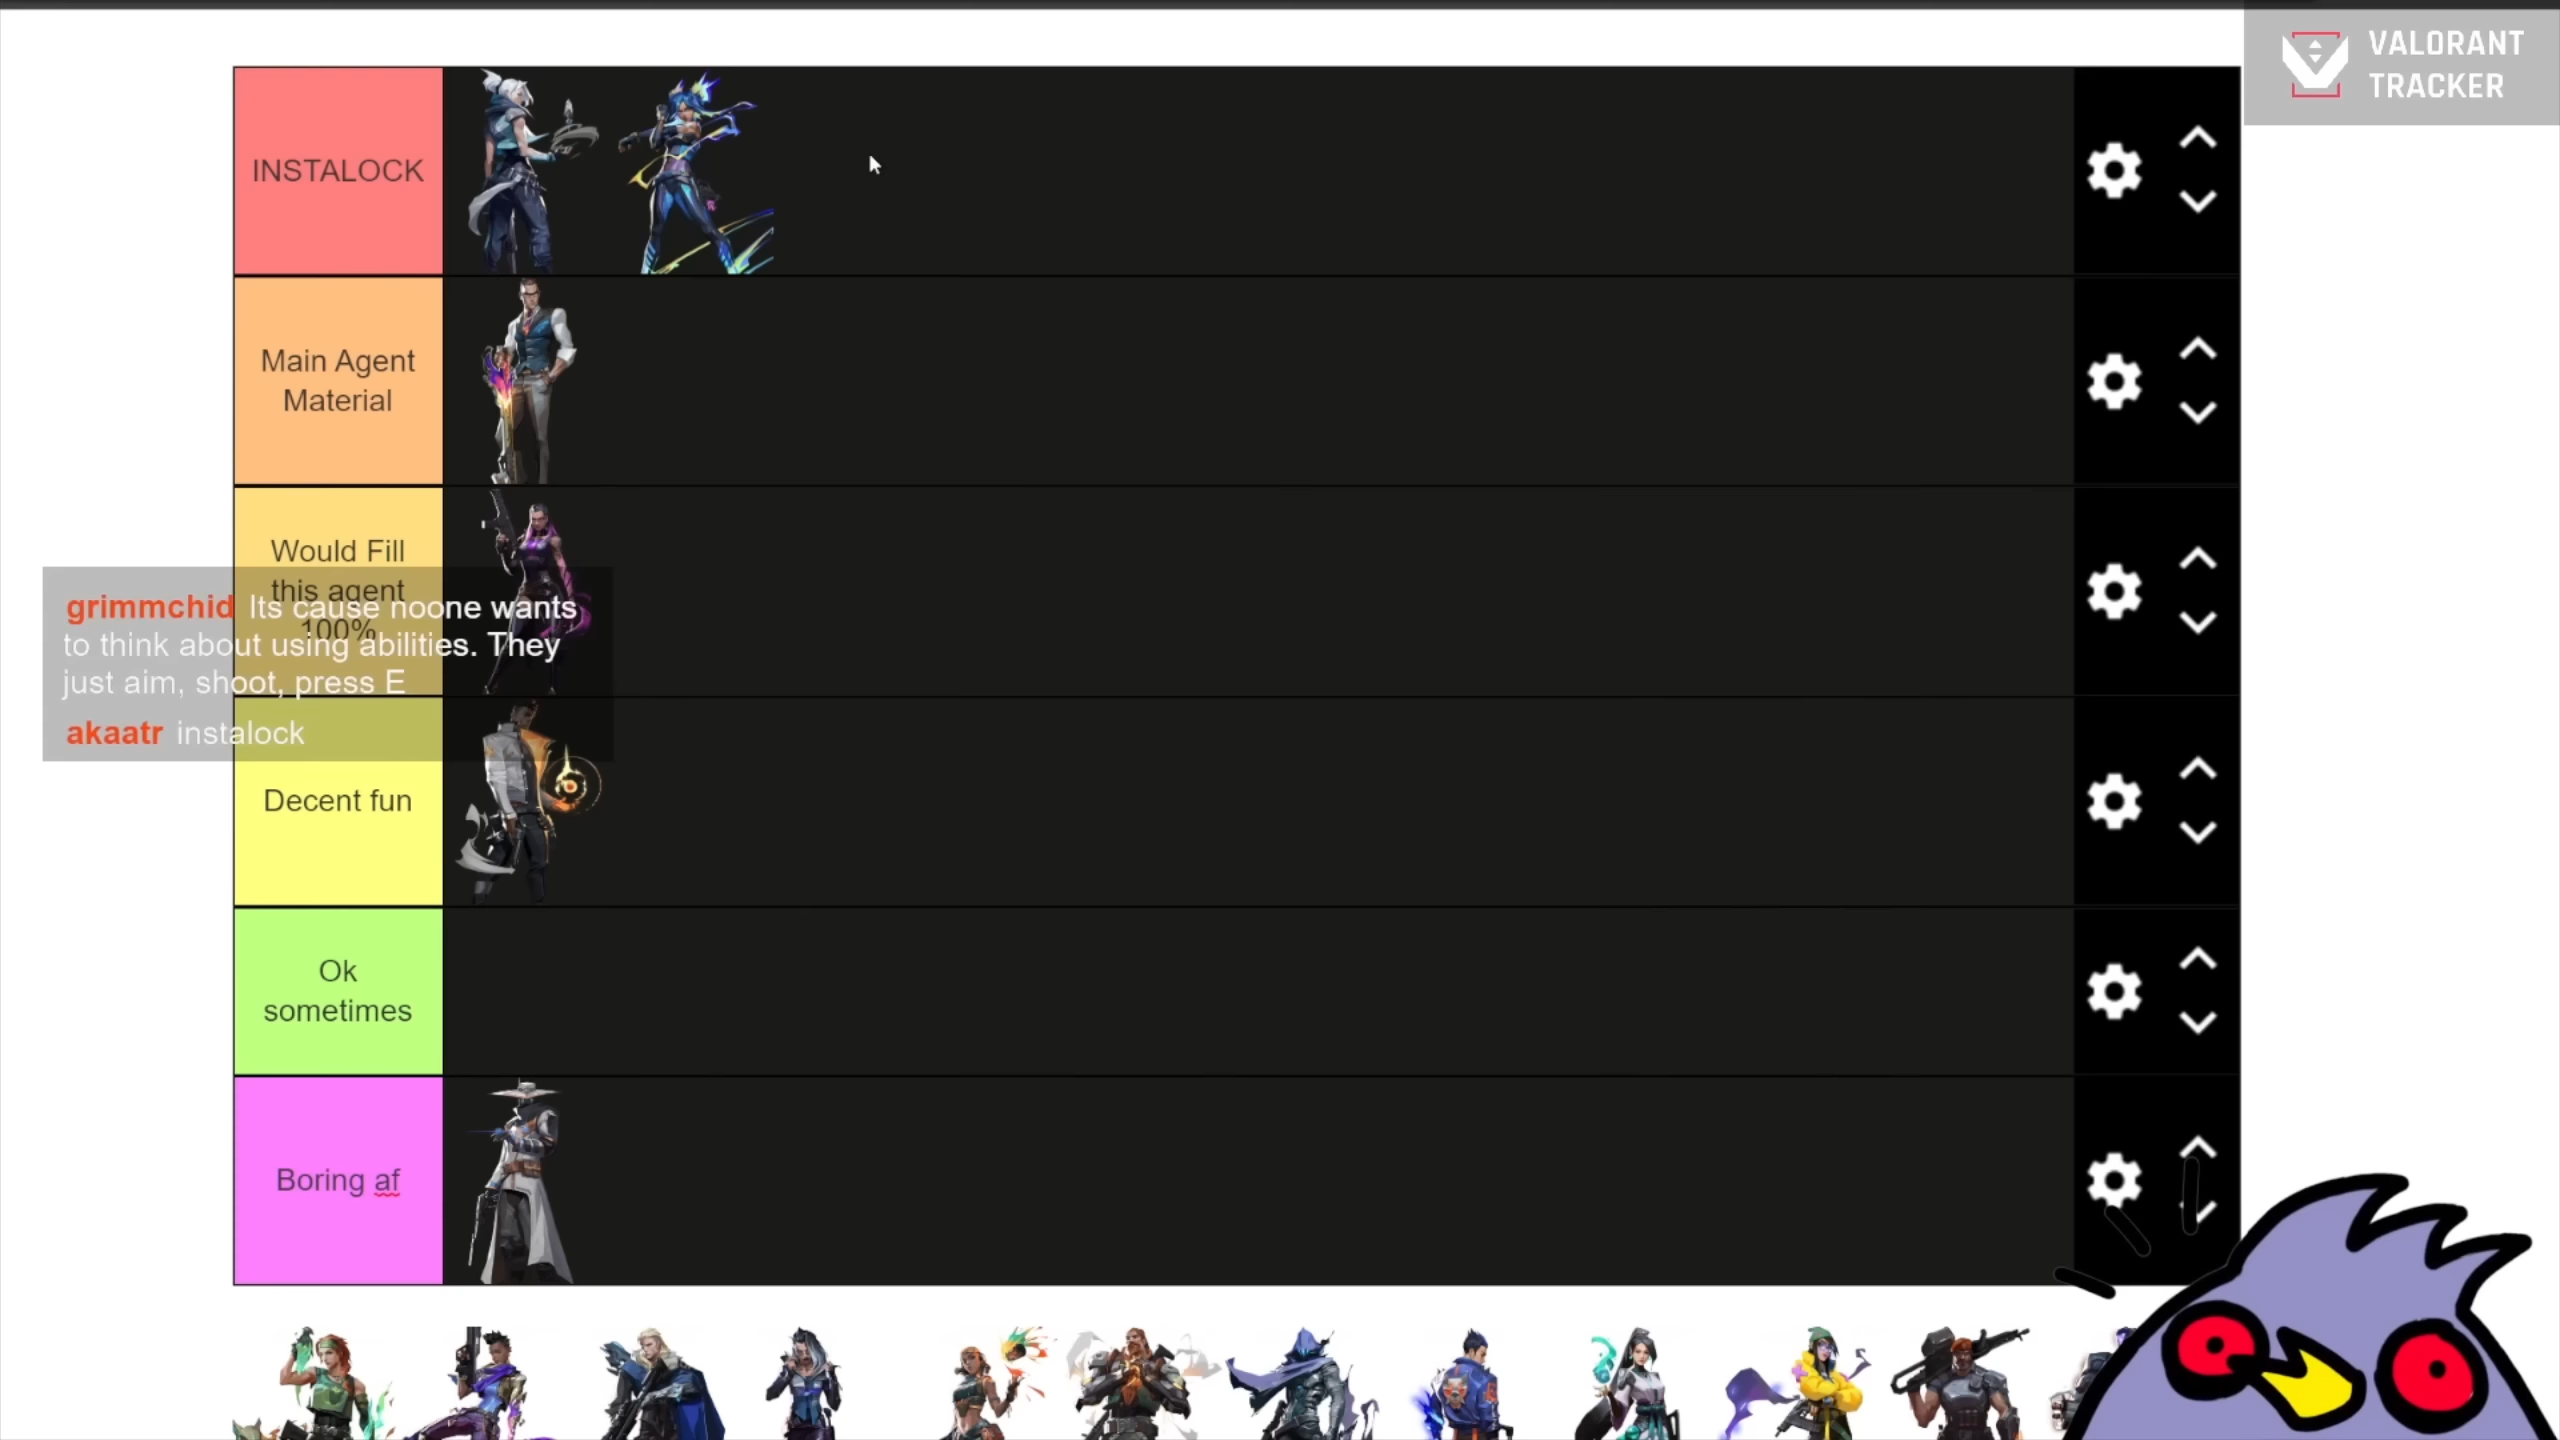 VALORANT
TRACKER
INSTALOCK
Main Agent
Material
Would Fill
this agent
100%
grimmchid Its cause noone wants
to think about using abilities. They
just aim, shoot, press E
akaatr instalock
Decent fun
Ok
sometimes
Boring af